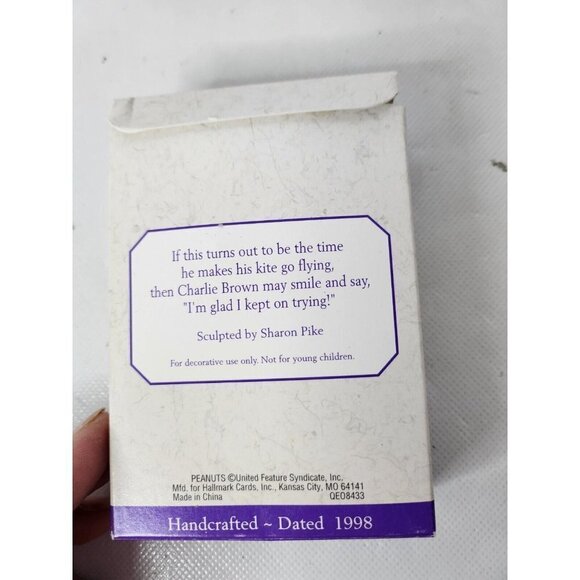 If this turns out to be the time
he makes his kite go flying,
then Charlie Brown may smile and say,
"I'm glad I kept on trying!"
Sculpted by Sharon Pike
For decorative use only. Not for young children.
PEANUTS ©United Feature Syndicate, Inc.
Mfd. for Hallmark Cards, Inc., Kansas City, MO 64141
Made in China QEO8433
Handcrafted ~ Dated 1998